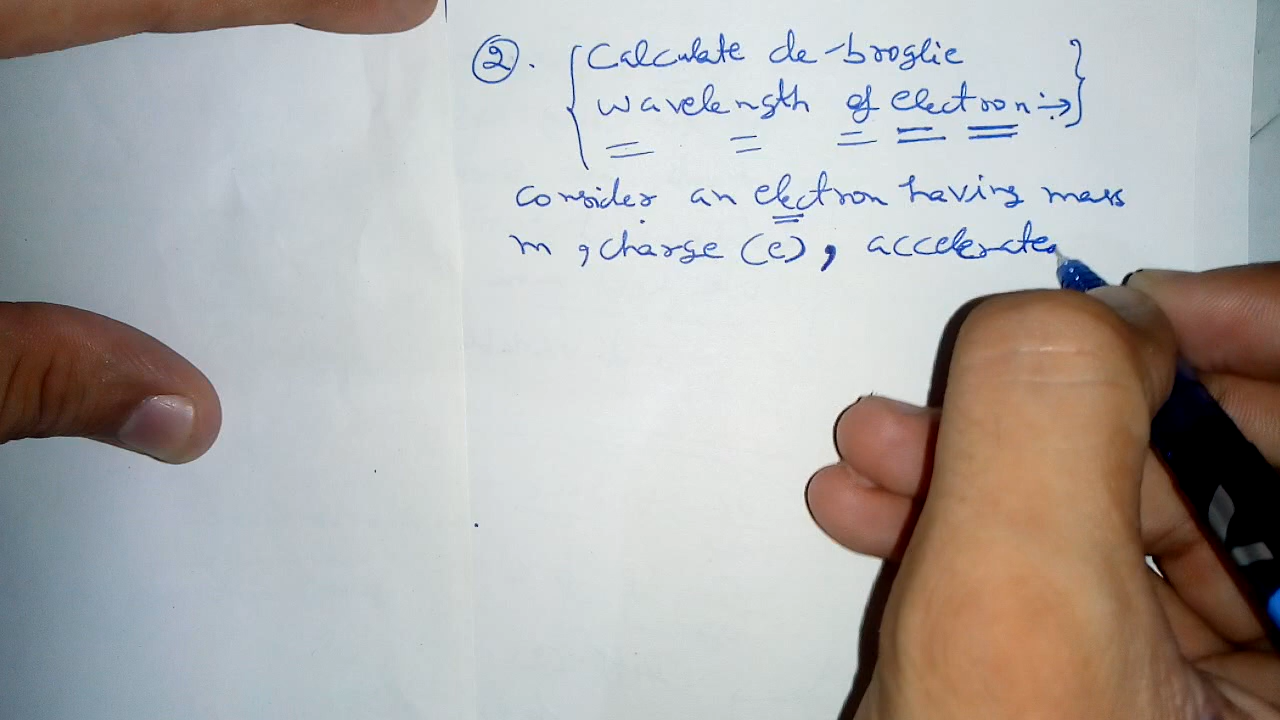 ②. { Calculate de-broglie
wavelength of electron :→ }
consider an electron having mass
m , charge (e) , accelerate